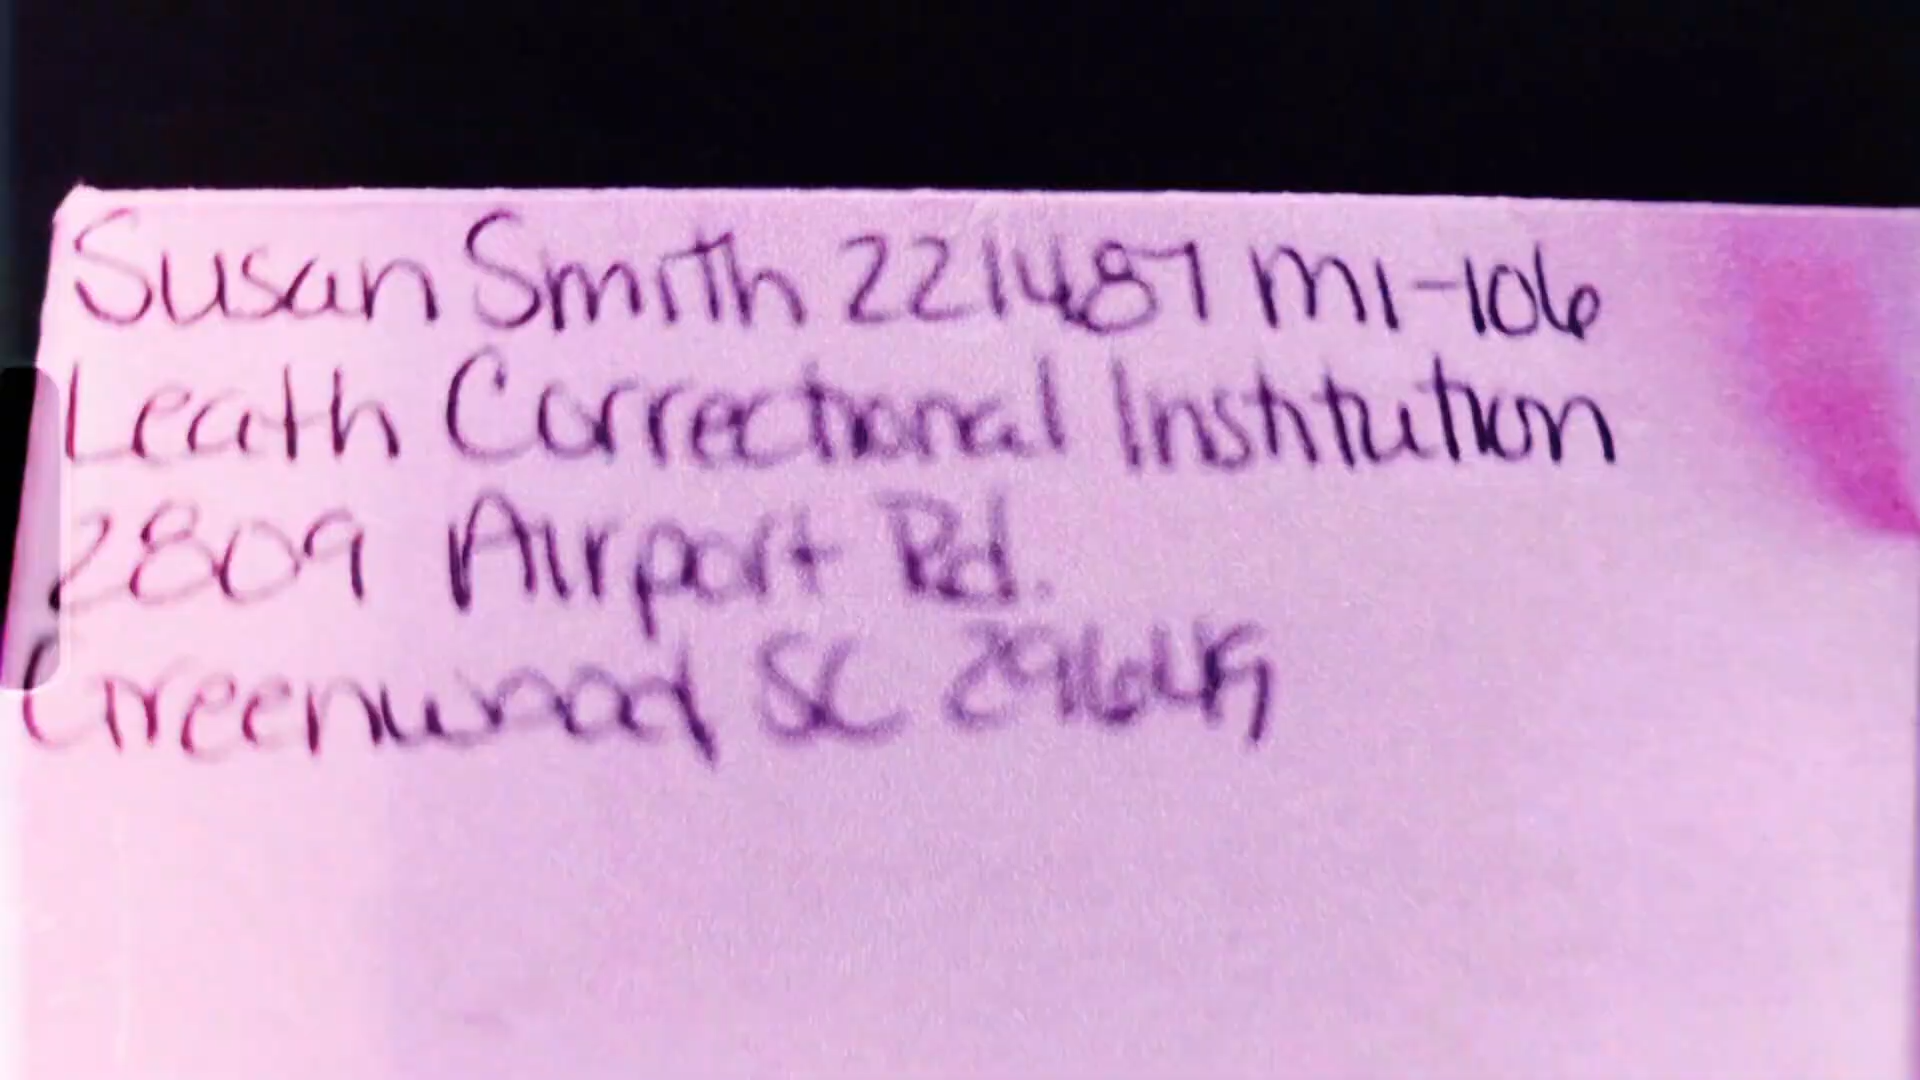 Susan Smith 221487 M1-106
Leath Correctional Institution
2809 Airport Rd.
Greenwood SC 29649